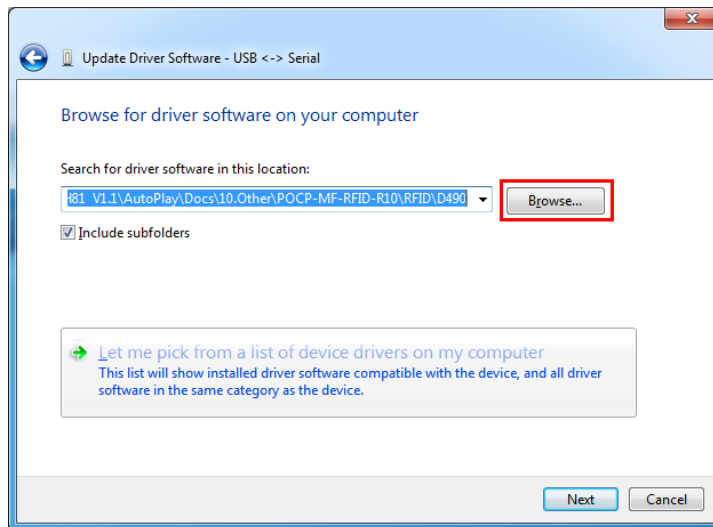 Update Driver Software - USB <-> Serial
Browse for driver software on your computer
Search for driver software in this location:
V1.1\AutoPlay\Docs\10.Other\POCP-MF-RFID-R10\RFID\D490
Browse...
Include subfolders
Let me pick from a list of device drivers on my computer
This list will show installed driver software compatible with the device, and all driver
software in the same category as the device.
Next
Cancel